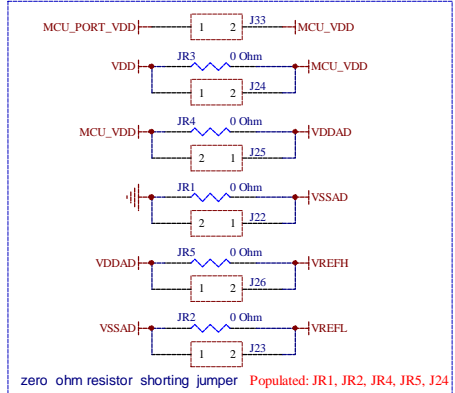 MCU_PORT_VDD 1 2 J33 MCU_VDD
JR3 0 Ohm
VDD MCU_VDD
1 2 J24
JR4 0 Ohm
MCU_VDD VDDAD
2 1 J25
JR1 0 Ohm
VSSAD
2 1 J22
JR5 0 Ohm
VDDAD VREFH
1 2 J26
JR2 0 Ohm
VSSAD VREFL
1 2 J23
zero ohm resistor shorting jumper Populated: JR1, JR2, JR4, JR5, J24